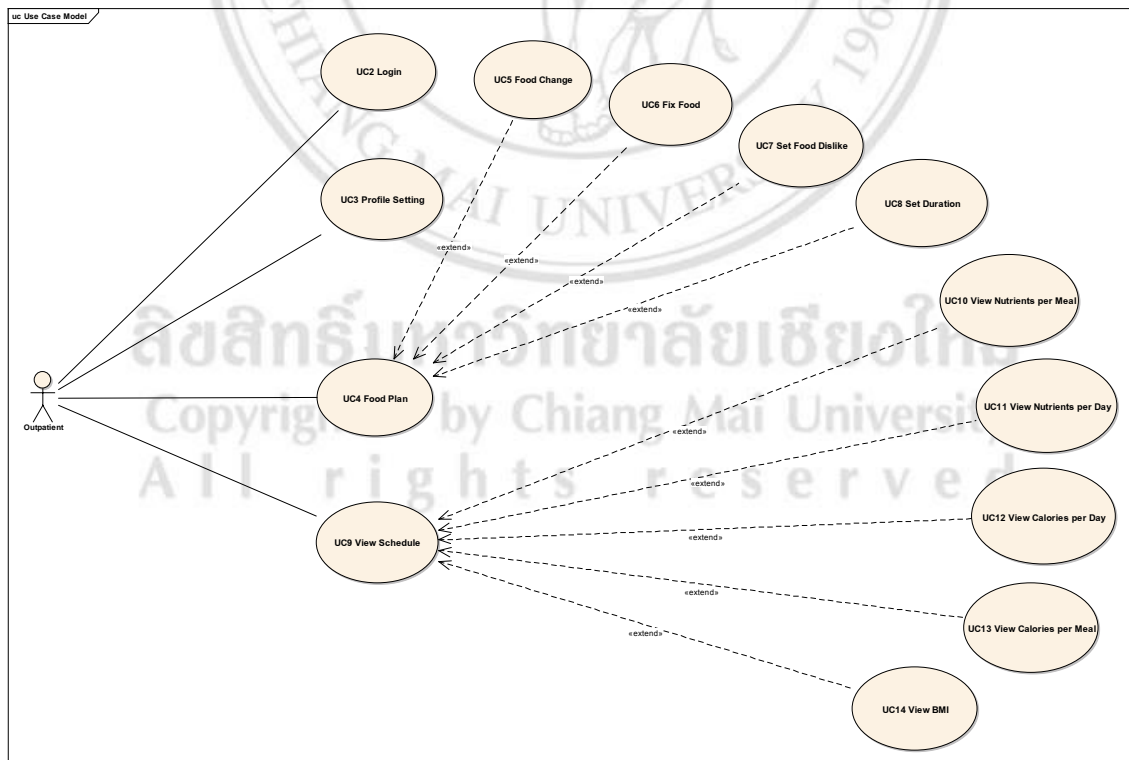 uc Use Case Model
UC2 Login
UC5 Food Change
UC6 Fix Food
UC7 Set Food Dislike
UC3 Profile Setting
UC8 Set Duration
«extend»
«extend»
«extend»
«extend»
UC10 View Nutrients per Meal
UC4 Food Plan
Outpatient
UC11 View Nutrients per Day
«extend»
«extend»
UC12 View Calories per Day
«extend»
UC9 View Schedule
«extend»
UC13 View Calories per Meal
«extend»
UC14 View BMI
CHIANG MAI UNIVERSITY 1964
ลิขสิทธิ์มหาวิทยาลัยเชียงใหม่
Copyright by Chiang Mai University
All rights reserved